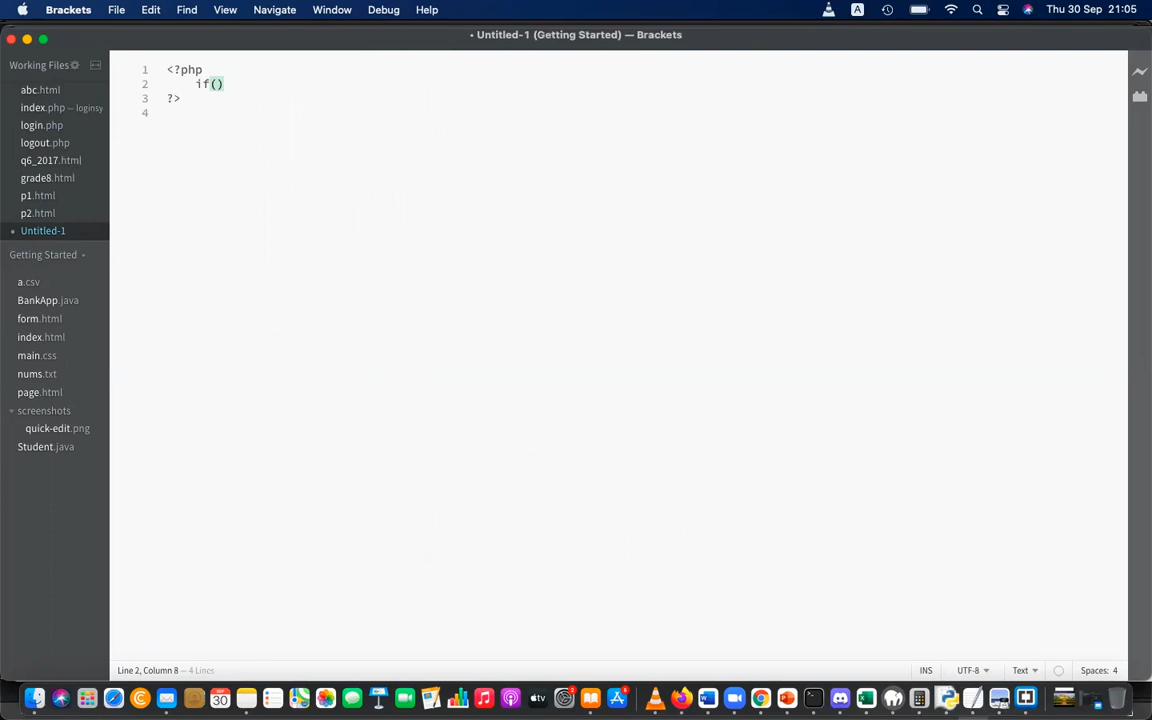 Brackets File Edit Find View Navigate Window Debug Help A Thu 30 Sep 21:05
• Untitled-1 (Getting Started) — Brackets
Working Files
abc.html
index.php — loginsy
login.php
logout.php
q6_2017.html
grade8.html
p1.html
p2.html
• Untitled-1
Getting Started
a.csv
BankApp.java
form.html
index.html
main.css
nums.txt
page.html
screenshots
quick-edit.png
Student.java
1 <?php
2 if()
3 ?>
4
Line 2, Column 8 — 4 Lines INS UTF-8 Text Spaces: 4